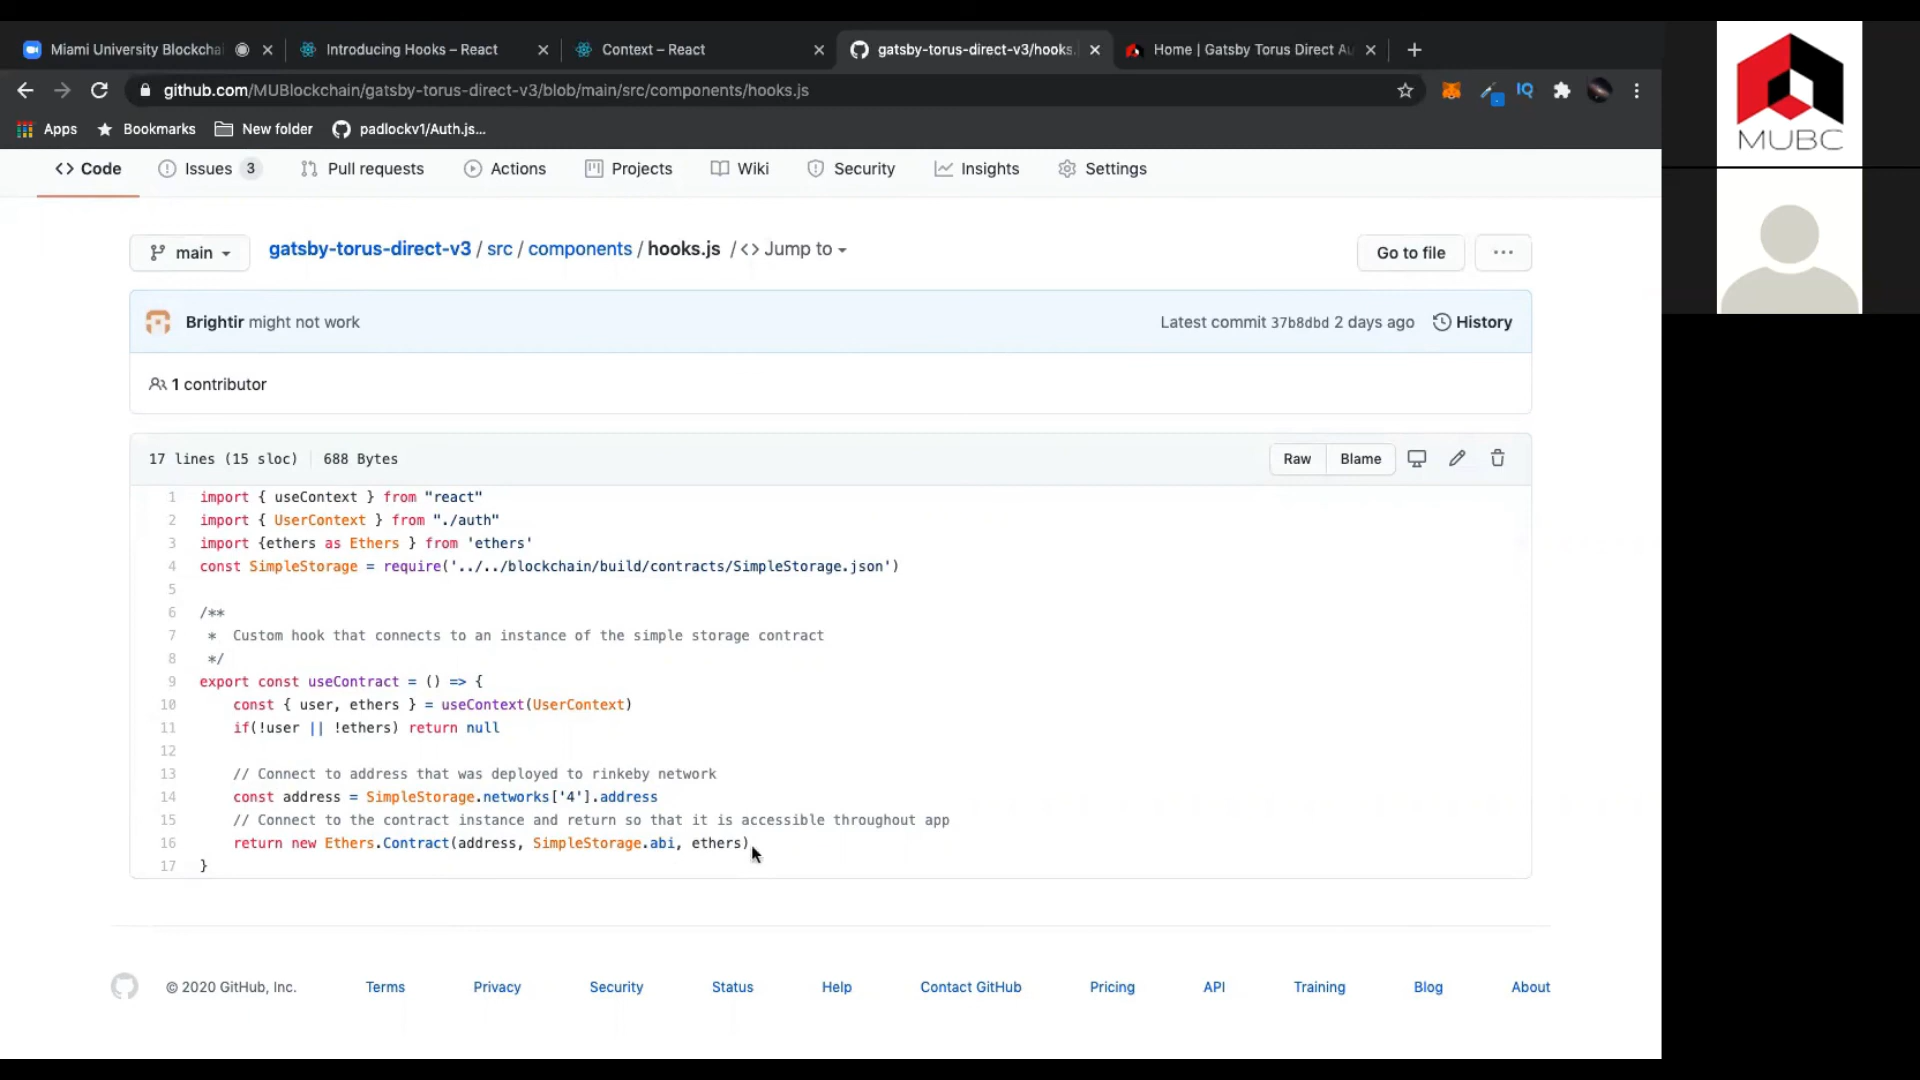 Miami University Blockcha
Introducing Hooks – React
Context – React
gatsby-torus-direct-v3/hooks.
Home | Gatsby Torus Direct Au
github.com/MUBlockchain/gatsby-torus-direct-v3/blob/main/src/components/hooks.js
IQ
Apps
Bookmarks
New folder
padlockv1/Auth.js...
MUBC
Code
Issues 3
Pull requests
Actions
Projects
Wiki
Security
Insights
Settings
main
gatsby-torus-direct-v3 / src / components / hooks.js / <> Jump to
Go to file
...
Brightir might not work
Latest commit 37b8dbd 2 days ago
History
1 contributor
17 lines (15 sloc) | 688 Bytes
Raw
Blame
1 import { useContext } from "react"
2 import { UserContext } from "./auth"
3 import {ethers as Ethers } from 'ethers'
4 const SimpleStorage = require('../../blockchain/build/contracts/SimpleStorage.json')
5
6 /**
7 * Custom hook that connects to an instance of the simple storage contract
8 */
9 export const useContract = () => {
10 const { user, ethers } = useContext(UserContext)
11 if(!user || !ethers) return null
12
13 // Connect to address that was deployed to rinkeby network
14 const address = SimpleStorage.networks['4'].address
15 // Connect to the contract instance and return so that it is accessible throughout app
16 return new Ethers.Contract(address, SimpleStorage.abi, ethers)
17 }
© 2020 GitHub, Inc.
Terms
Privacy
Security
Status
Help
Contact GitHub
Pricing
API
Training
Blog
About